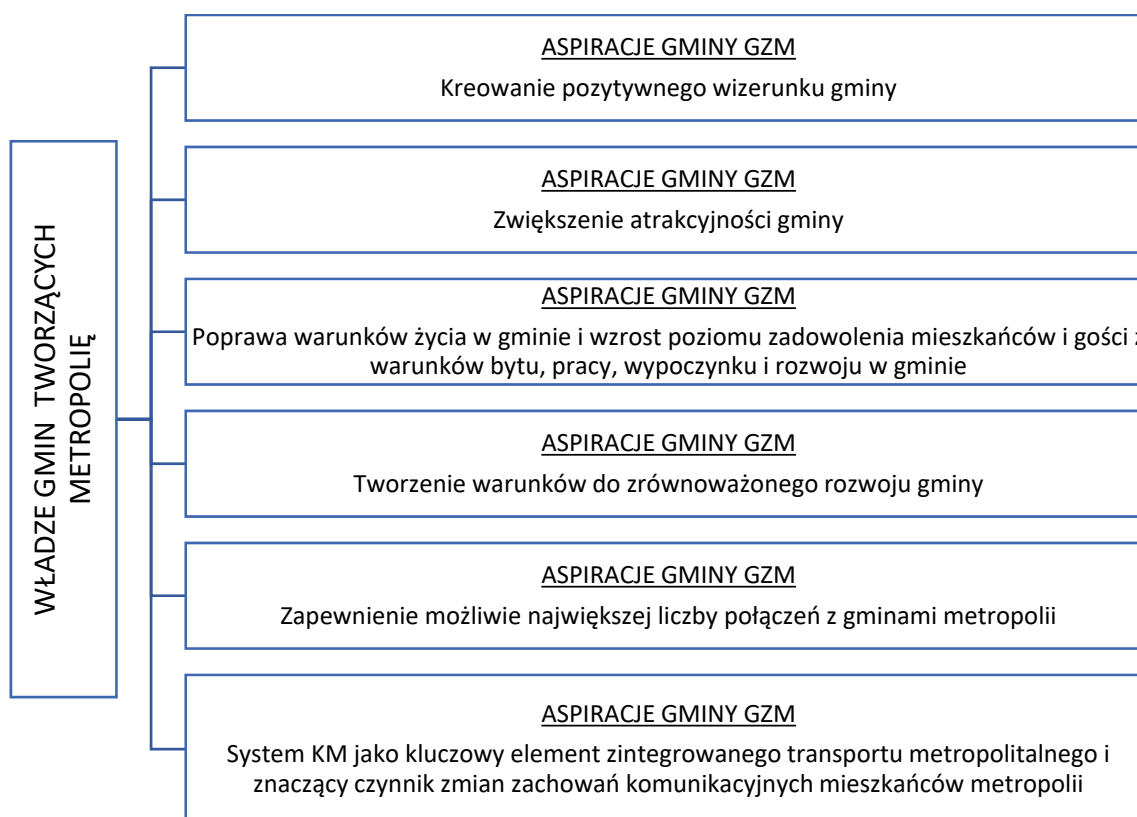 WŁADZE GMIN TWORZĄCYCH
METROPOLIĘ
ASPIRACJE GMINY GZM
Kreowanie pozytywnego wizerunku gminy
ASPIRACJE GMINY GZM
Zwiększenie atrakcyjności gminy
ASPIRACJE GMINY GZM
Poprawa warunków życia w gminie i wzrost poziomu zadowolenia mieszkańców i gości z
warunków bytu, pracy, wypoczynku i rozwoju w gminie
ASPIRACJE GMINY GZM
Tworzenie warunków do zrównoważonego rozwoju gminy
ASPIRACJE GMINY GZM
Zapewnienie możliwie największej liczby połączeń z gminami metropolii
ASPIRACJE GMINY GZM
System KM jako kluczowy element zintegrowanego transportu metropolitalnego i
znaczący czynnik zmian zachowań komunikacyjnych mieszkańców metropolii